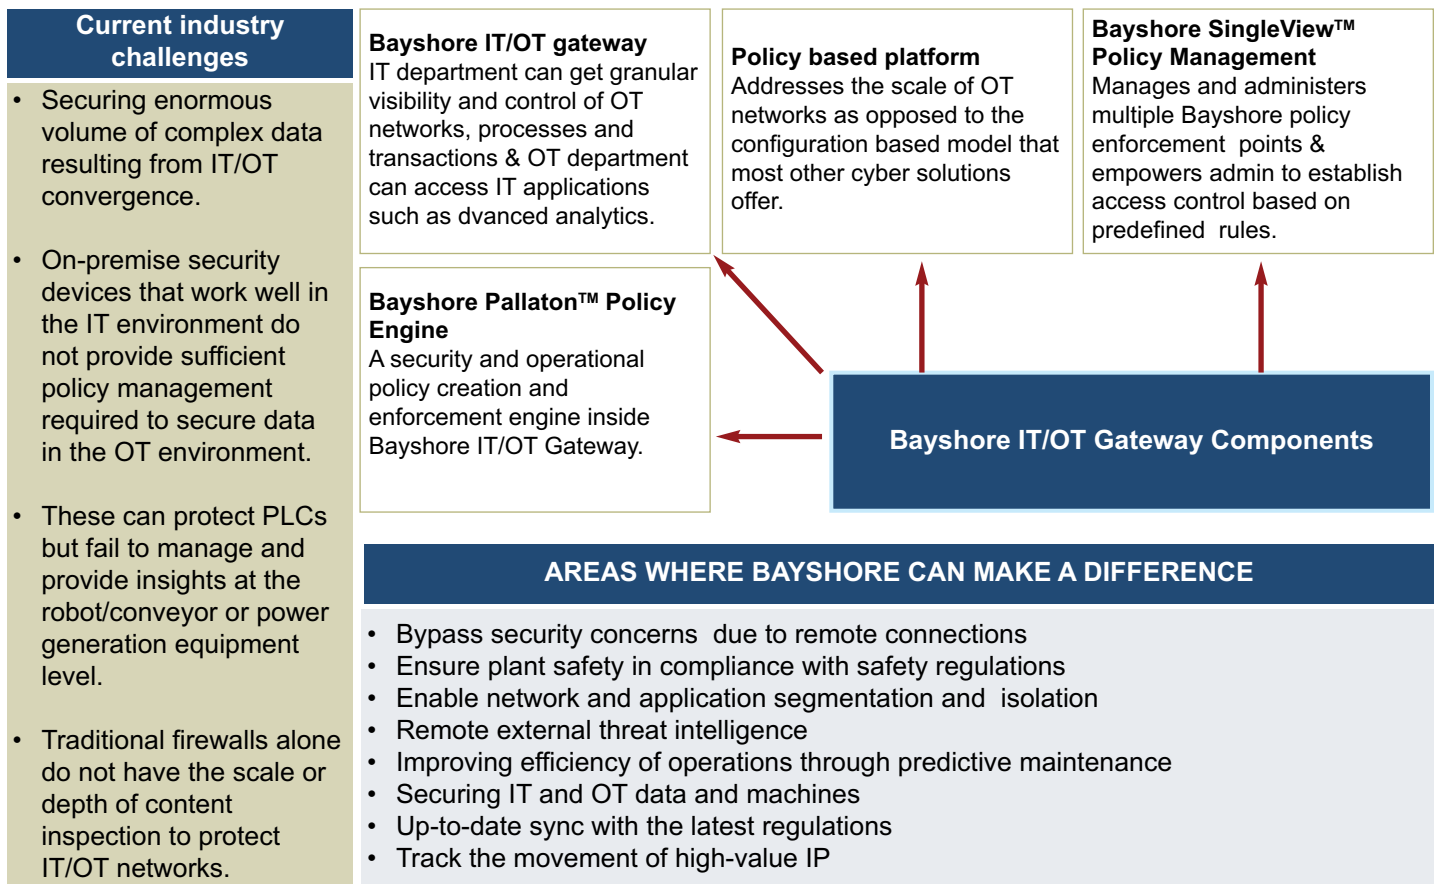 Current industry
challenges
• Securing enormous
volume of complex data
resulting from IT/OT
convergence.
• On-premise security
devices that work well in
the IT environment do
not provide sufficient
policy management
required to secure data
in the OT environment.
• These can protect PLCs
but fail to manage and
provide insights at the
robot/conveyor or power
generation equipment
level.
• Traditional firewalls alone
do not have the scale or
depth of content
inspection to protect
IT/OT networks.
Bayshore IT/OT gateway
IT department can get granular
visibility and control of OT
networks, processes and
transactions & OT department
can access IT applications
such as dvanced analytics.
Policy based platform
Addresses the scale of OT
networks as opposed to the
configuration based model that
most other cyber solutions
offer.
Bayshore SingleView™
Policy Management
Manages and administers
multiple Bayshore policy
enforcement points &
empowers admin to establish
access control based on
predefined rules.
Bayshore Pallaton™ Policy
Engine
A security and operational
policy creation and
enforcement engine inside
Bayshore IT/OT Gateway.
Bayshore IT/OT Gateway Components
AREAS WHERE BAYSHORE CAN MAKE A DIFFERENCE
• Bypass security concerns due to remote connections
• Ensure plant safety in compliance with safety regulations
• Enable network and application segmentation and isolation
• Remote external threat intelligence
• Improving efficiency of operations through predictive maintenance
• Securing IT and OT data and machines
• Up-to-date sync with the latest regulations
• Track the movement of high-value IP